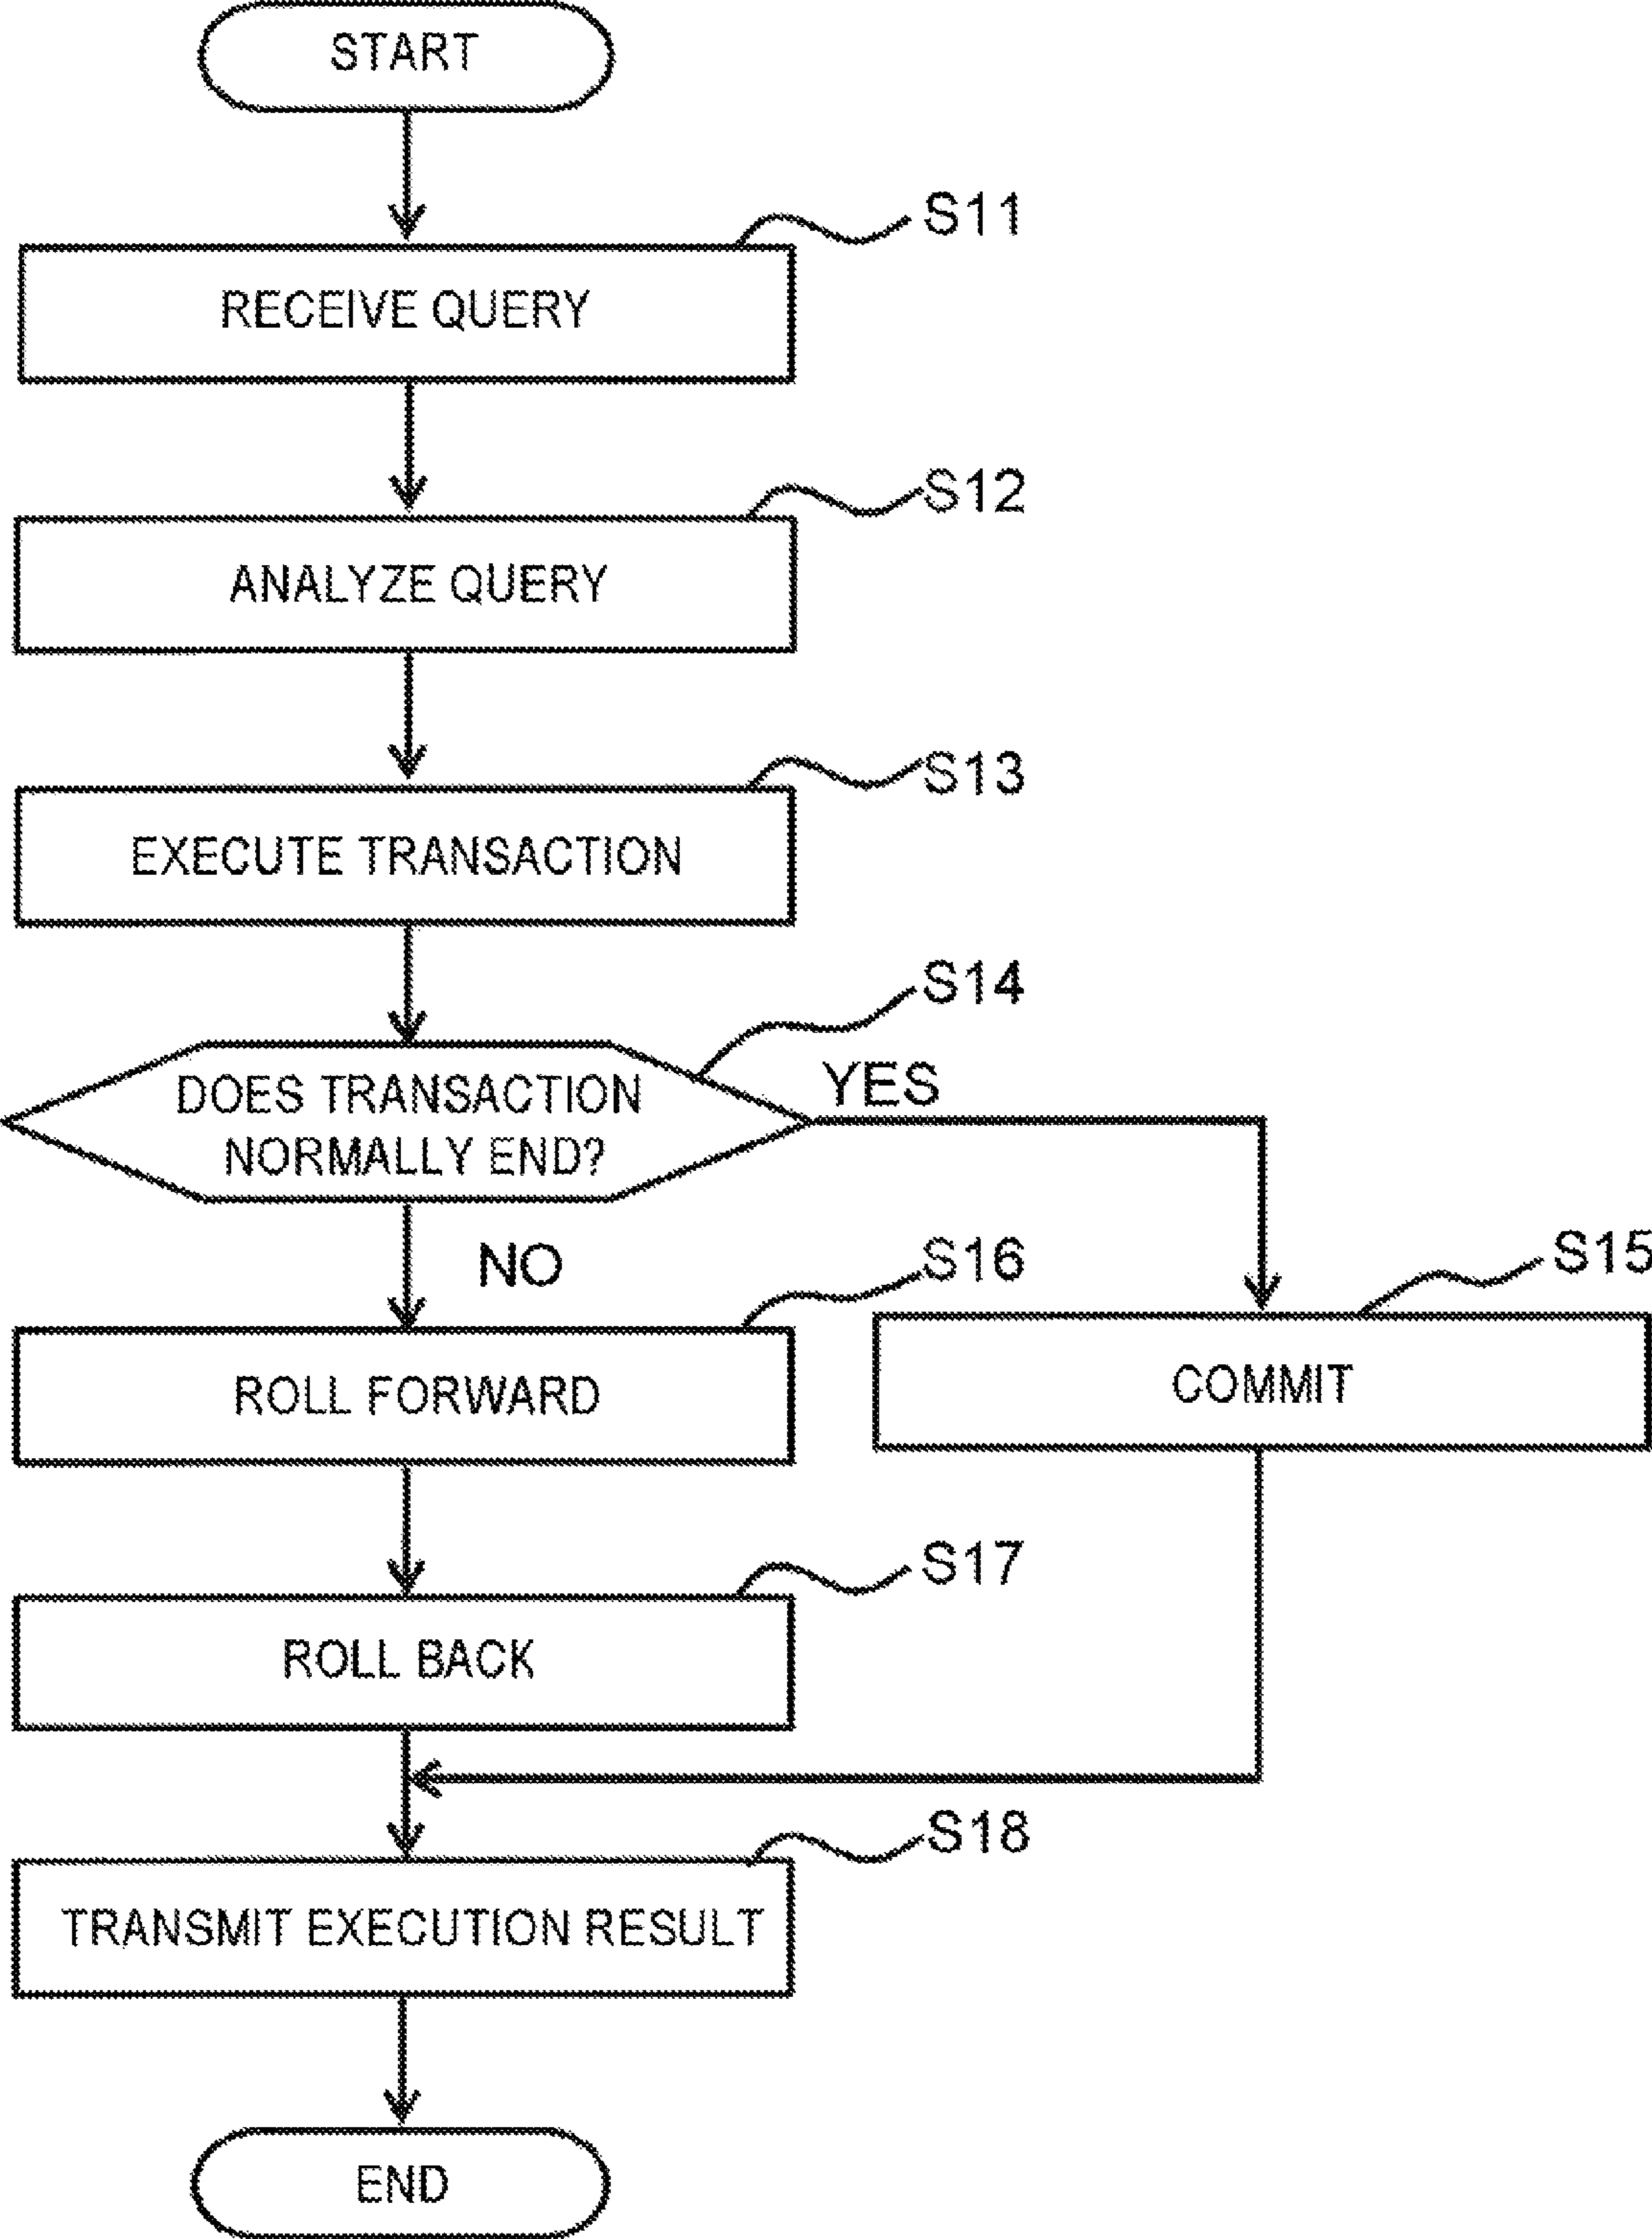 START
S11
RECEIVE QUERY
S12
ANALYZE QUERY
S13
EXECUTE TRANSACTION
S14
DOES TRANSACTION
NORMALLY END?
YES
NO
S16
ROLL FORWARD
S15
COMMIT
S17
ROLL BACK
S18
TRANSMIT EXECUTION RESULT
END